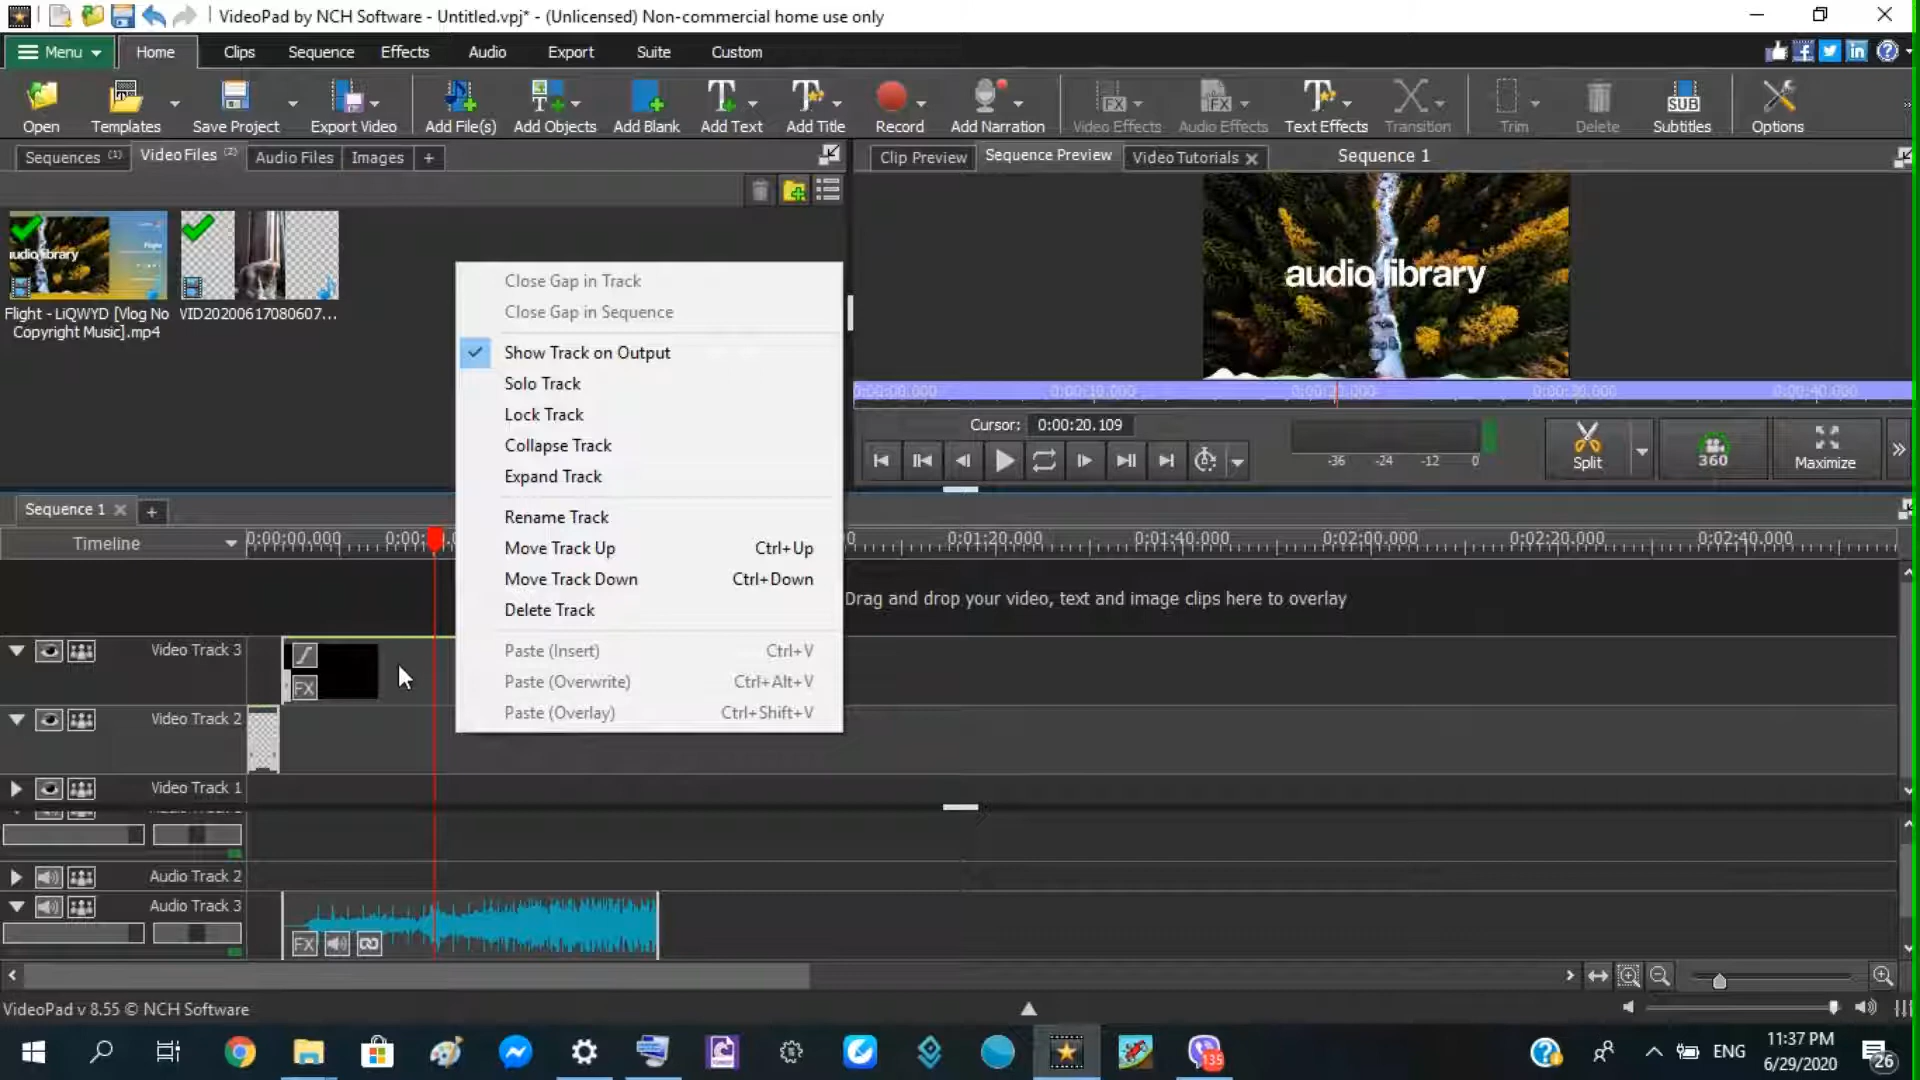 VideoPad by NCH Software - Untitled.vpj* - (Unlicensed) Non-commercial home use only
Menu Home Clips Sequence Effects Audio Export Suite Custom
Open Templates Save Project Export Video Add File(s) Add Objects Add Blank Add Text Add Title Record Add Narration Video Effects Audio Effects Text Effects Transition Trim Delete Subtitles Options
Sequences (1) Video Files (2) Audio Files Images +
Clip Preview Sequence Preview Video Tutorials Sequence 1
Flight - LiQWYD [Vlog No
Copyright Music].mp4
VID20200617080607...
audio library
Close Gap in Track
Close Gap in Sequence
Show Track on Output
Solo Track
Lock Track
Collapse Track
Expand Track
Rename Track
Move Track Up Ctrl+Up
Move Track Down Ctrl+Down
Delete Track
Paste (Insert) Ctrl+V
Paste (Overwrite) Ctrl+Alt+V
Paste (Overlay) Ctrl+Shift+V
Cursor: 0:00:20.109
-36 -24 -12 0
Split 360 Maximize
Sequence 1 +
Timeline 0:00:00.000 0:01:20.000 0:01:40.000 0:02:00.000 0:02:20.000 0:02:40.000
Drag and drop your video, text and image clips here to overlay
Video Track 3
FX
Video Track 2
Video Track 1
Audio Track 2
Audio Track 3
FX
VideoPad v 8.55 © NCH Software
135
ENG
11:37 PM
6/29/2020
26